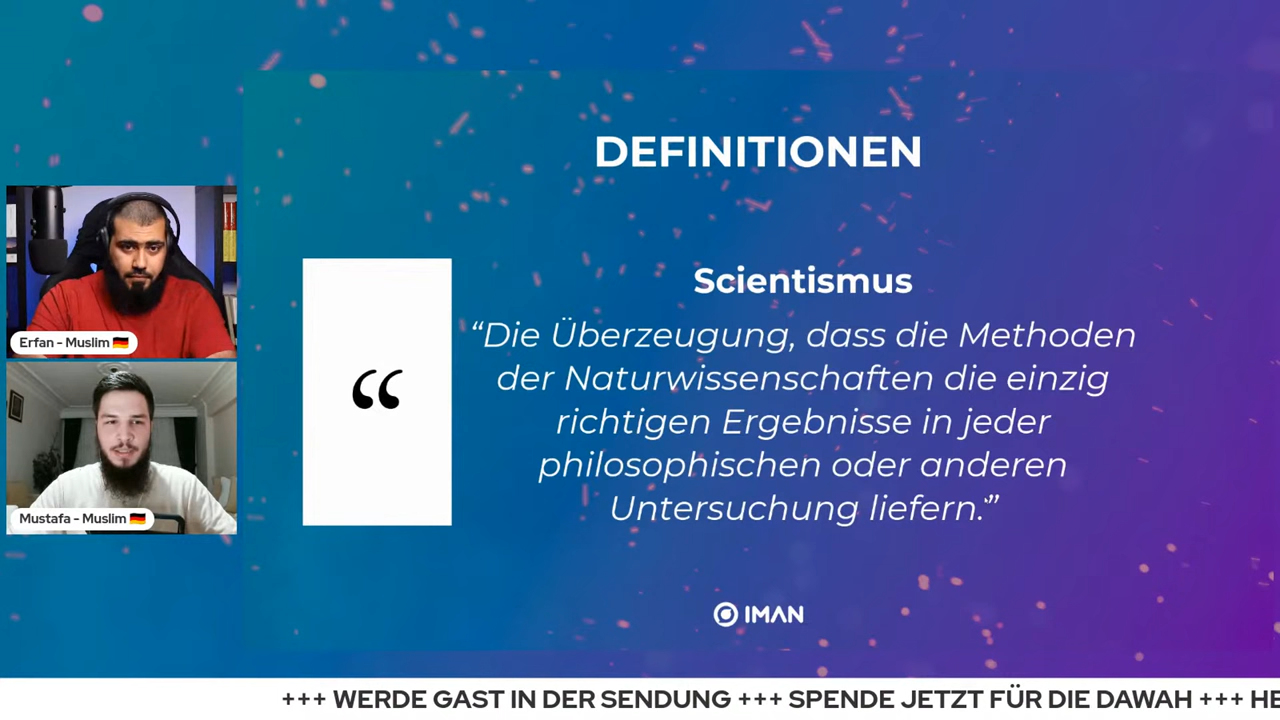 DEFINITIONEN
Scientismus
“Die Überzeugung, dass die Methoden
der Naturwissenschaften die einzig
richtigen Ergebnisse in jeder
philosophischen oder anderen
Untersuchung liefern.”
“
Erfan - Muslim 🇩🇪
Mustafa - Muslim 🇩🇪
IMAN
+++ WERDE GAST IN DER SENDUNG +++ SPENDE JETZT FÜR DIE DAWAH +++ HE